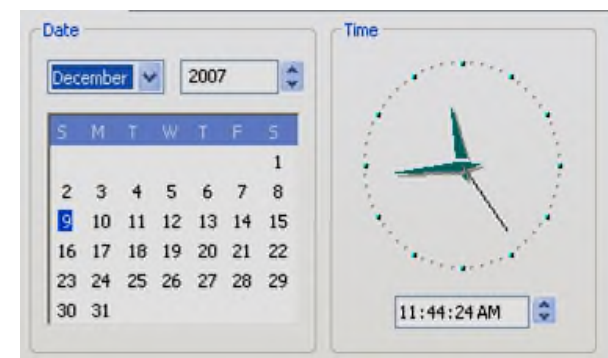 Date
December 2007
S M T W T F S
1
2 3 4 5 6 7 8
9 10 11 12 13 14 15
16 17 18 19 20 21 22
23 24 25 26 27 28 29
30 31
Time
11:44:24 AM